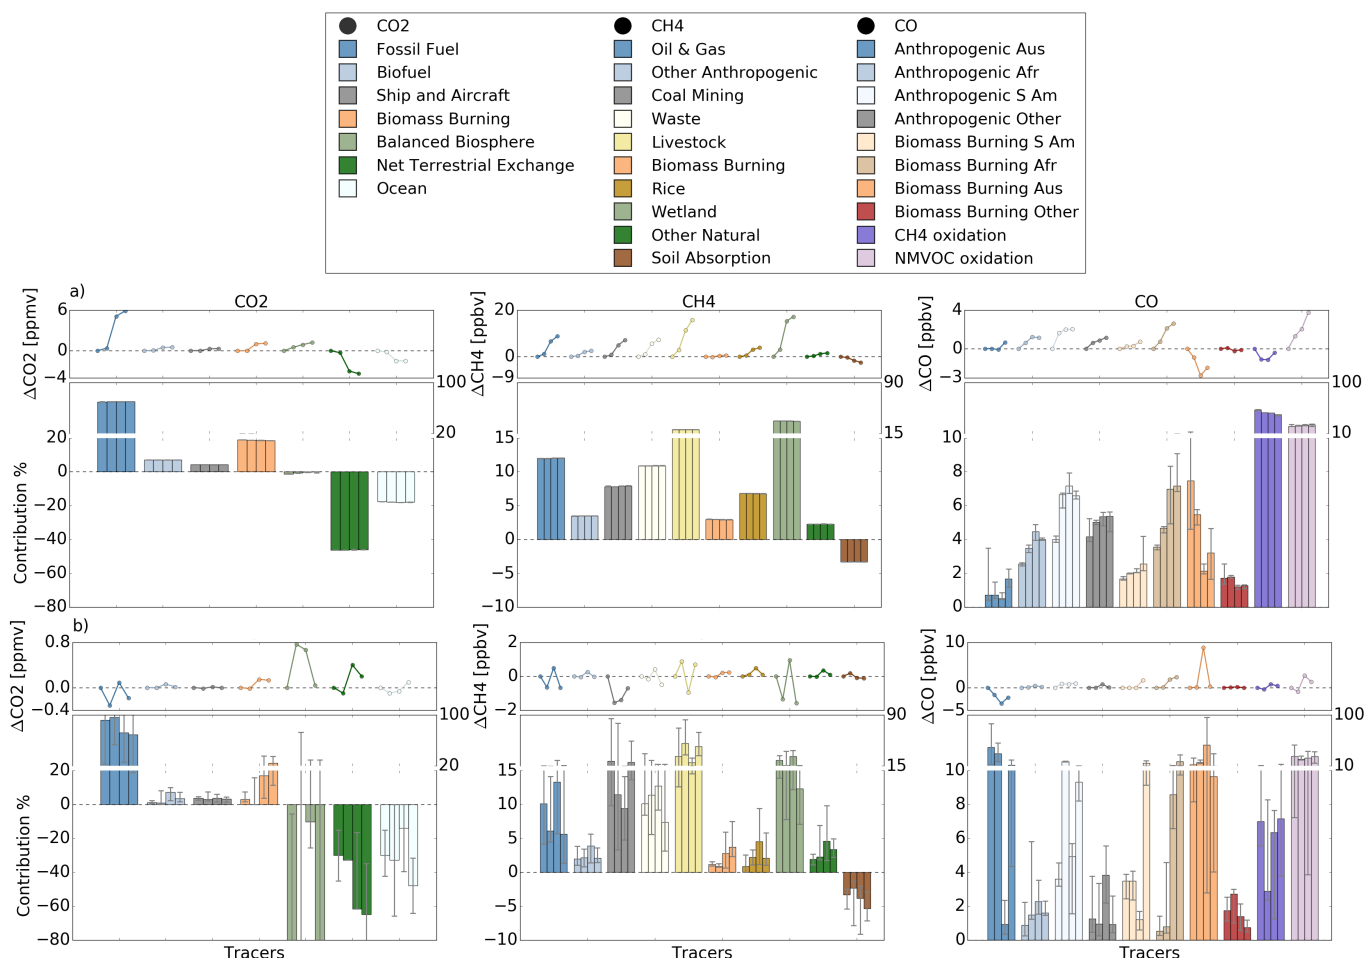 CO2
Fossil Fuel
Biofuel
Ship and Aircraft
Biomass Burning
Balanced Biosphere
Net Terrestrial Exchange
Ocean
CH4
Oil & Gas
Other Anthropogenic
Coal Mining
Waste
Livestock
Biomass Burning
Rice
Wetland
Other Natural
Soil Absorption
CO
Anthropogenic Aus
Anthropogenic Afr
Anthropogenic S Am
Anthropogenic Other
Biomass Burning S Am
Biomass Burning Afr
Biomass Burning Aus
Biomass Burning Other
CH4 oxidation
NMVOC oxidation
a)
CO2
ΔCO2 [ppmv]
6
0
−4
100
20
Contribution %
20
0
−20
−40
−60
−80
CH4
ΔCH4 [ppbv]
20
0
−9
90
15
15
10
5
0
−5
−10
CO
ΔCO [ppbv]
4
0
−3
100
10
10
8
6
4
2
0
b)
ΔCO2 [ppmv]
0.8
0.0
−0.4
100
20
Contribution %
20
0
−20
−40
−60
−80
Tracers
ΔCH4 [ppbv]
2
0
−2
90
15
15
10
5
0
−5
−10
ΔCO [ppbv]
10
0
−5
100
10
10
8
6
4
2
0
Tracers